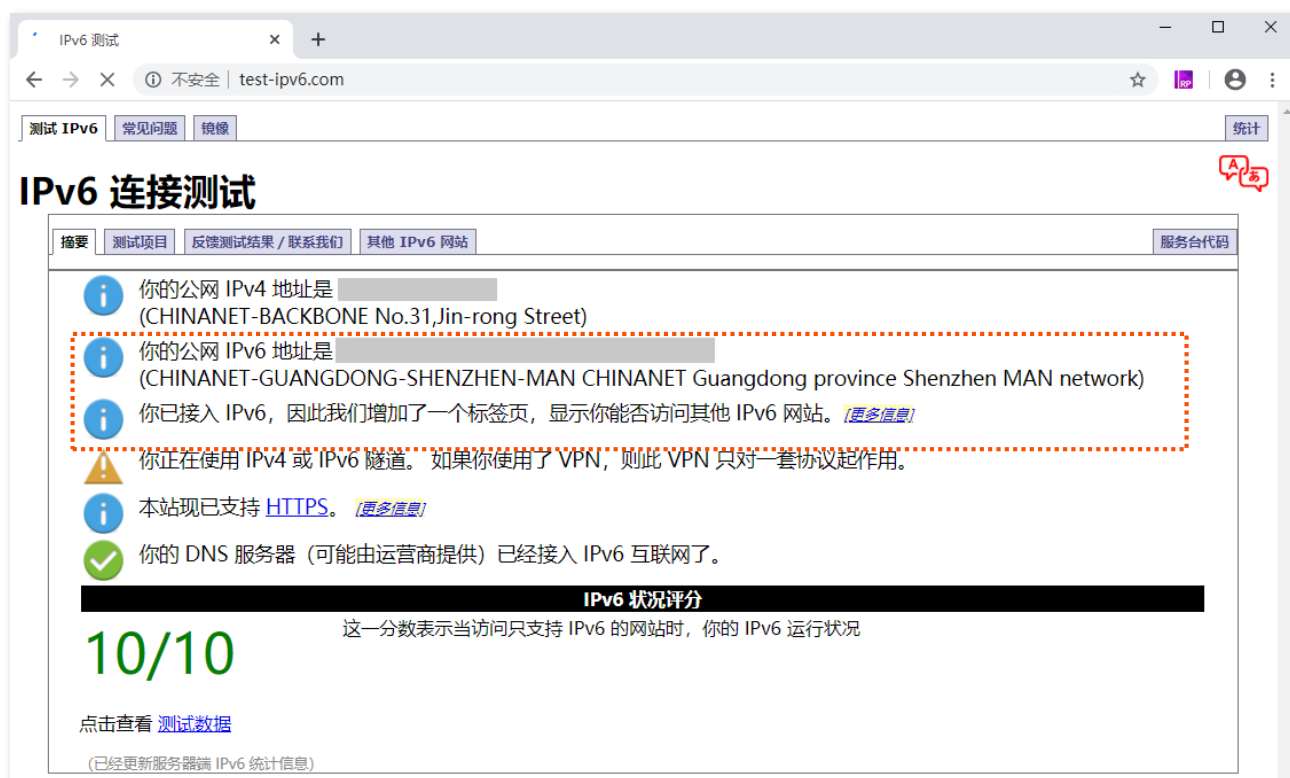 IPv6 测试
不安全 | test-ipv6.com
RP
测试 IPv6 常见问题 镜像 统计
A あ
IPv6 连接测试
摘要 测试项目 反馈测试结果 / 联系我们 其他 IPv6 网站 服务台代码
你的公网 IPv4 地址是
(CHINANET-BACKBONE No.31,Jin-rong Street)
你的公网 IPv6 地址是
(CHINANET-GUANGDONG-SHENZHEN-MAN CHINANET Guangdong province Shenzhen MAN network)
你已接入 IPv6，因此我们增加了一个标签页，显示你能否访问其他 IPv6 网站。 [更多信息]
你正在使用 IPv4 或 IPv6 隧道。 如果你使用了 VPN，则此 VPN 只对一套协议起作用。
本站现已支持 HTTPS。 [更多信息]
你的 DNS 服务器（可能由运营商提供）已经接入 IPv6 互联网了。
IPv6 状况评分
10/10 这一分数表示当访问只支持 IPv6 的网站时，你的 IPv6 运行状况
点击查看 测试数据
(已经更新服务器端 IPv6 统计信息)